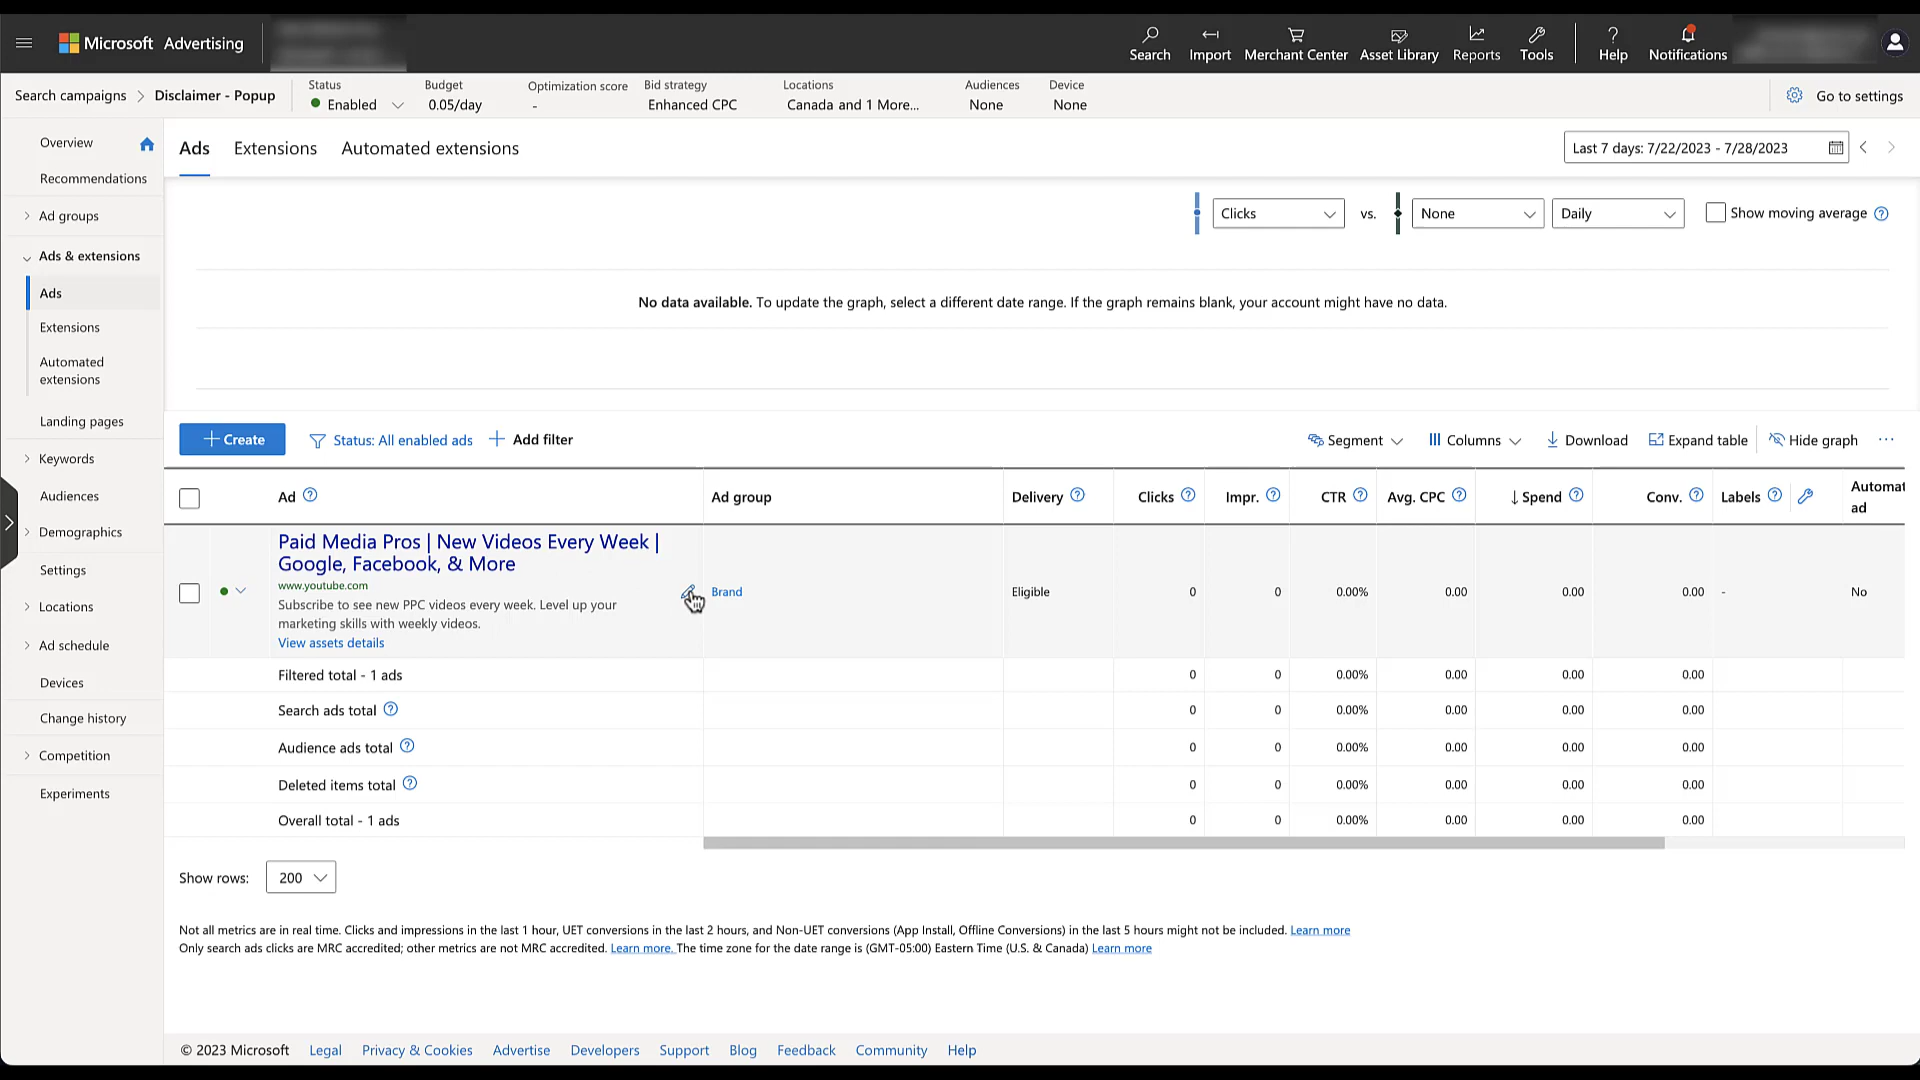 Microsoft Advertising
Search Import Merchant Center Asset Library Reports Tools Help Notifications
Search campaigns Disclaimer - Popup
Status
Enabled
Budget
0.05/day
Optimization score
-
Bid strategy
Enhanced CPC
Locations
Canada and 1 More...
Audiences
None
Device
None
Go to settings
Overview
Recommendations
Ad groups
Ads & extensions
Ads
Extensions
Automated
extensions
Landing pages
Keywords
Audiences
Demographics
Settings
Locations
Ad schedule
Devices
Change history
Competition
Experiments
Ads Extensions Automated extensions
Last 7 days: 7/22/2023 - 7/28/2023
Clicks vs. None Daily Show moving average
No data available. To update the graph, select a different date range. If the graph remains blank, your account might have no data.
Create Status: All enabled ads Add filter Segment Columns Download Expand table Hide graph
Ad Ad group Delivery Clicks Impr. CTR Avg. CPC Spend Conv. Labels Automat
ad
Paid Media Pros | New Videos Every Week |
Google, Facebook, & More
www.youtube.com
Subscribe to see new PPC videos every week. Level up your
marketing skills with weekly videos.
View assets details
Brand Eligible 0 0 0.00% 0.00 0.00 0.00 - No
Filtered total - 1 ads 0 0 0.00% 0.00 0.00 0.00
Search ads total 0 0 0.00% 0.00 0.00 0.00
Audience ads total 0 0 0.00% 0.00 0.00 0.00
Deleted items total 0 0 0.00% 0.00 0.00 0.00
Overall total - 1 ads 0 0 0.00% 0.00 0.00 0.00
Show rows: 200
Not all metrics are in real time. Clicks and impressions in the last 1 hour, UET conversions in the last 2 hours, and Non-UET conversions (App Install, Offline Conversions) in the last 5 hours might not be included. Learn more
Only search ads clicks are MRC accredited; other metrics are not MRC accredited. Learn more. The time zone for the date range is (GMT-05:00) Eastern Time (U.S. & Canada) Learn more
© 2023 Microsoft Legal Privacy & Cookies Advertise Developers Support Blog Feedback Community Help